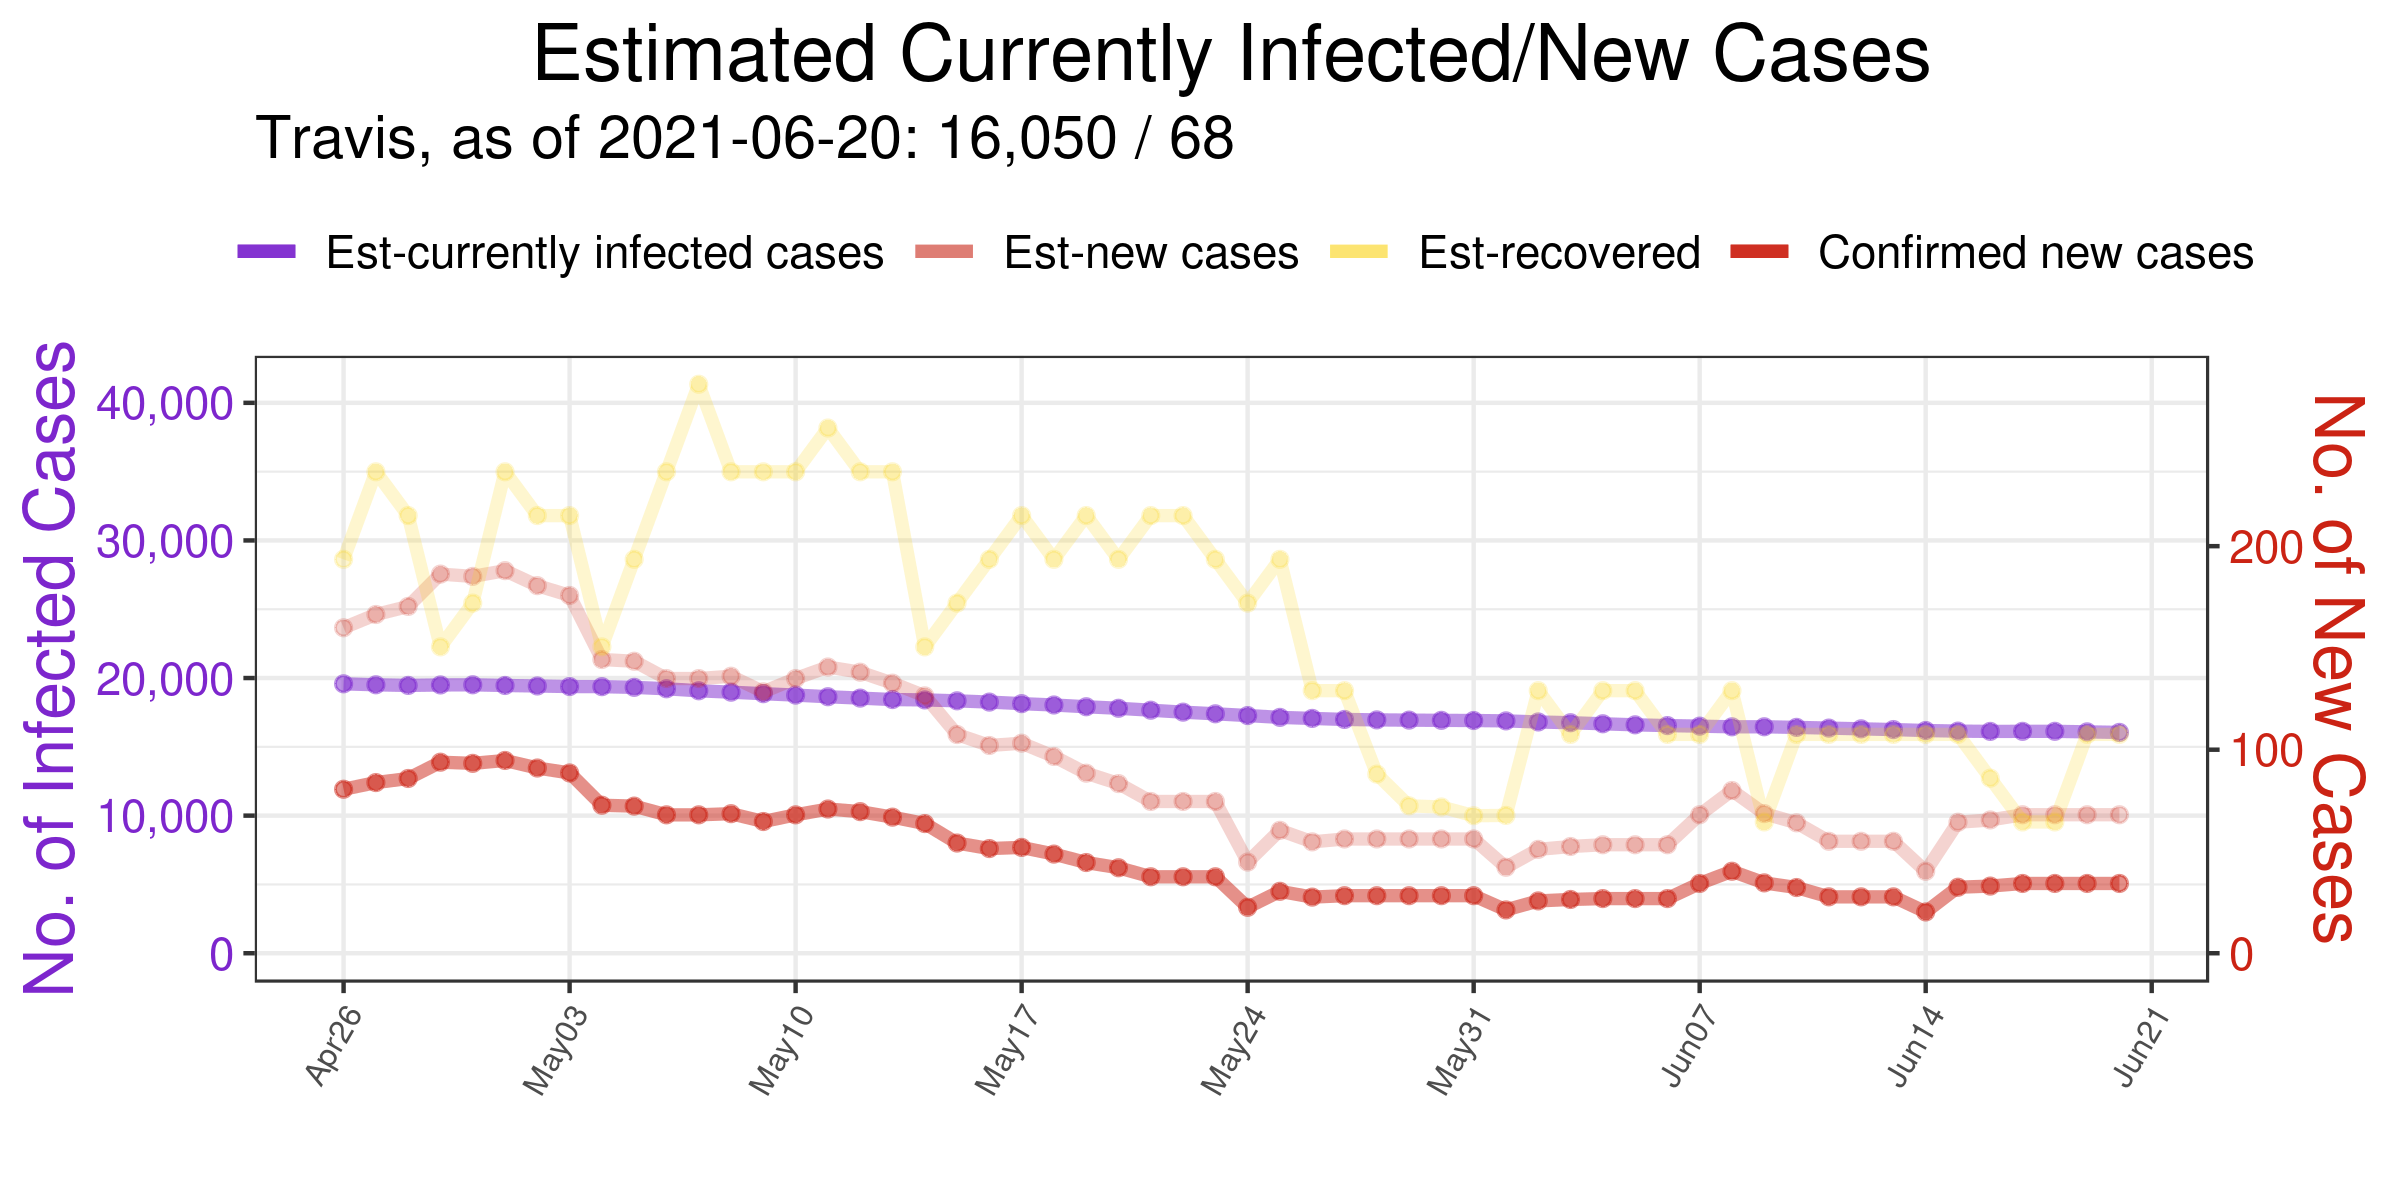 Estimated Currently Infected/New Cases
Travis, as of 2021-06-20: 16,050 / 68
Est-currently infected cases Est-new cases Est-recovered Confirmed new cases
No. of Infected Cases
40,000
30,000
20,000
10,000
0
200
100
0
No. of New Cases
Apr26 May03 May10 May17 May24 May31 Jun07 Jun14 Jun21